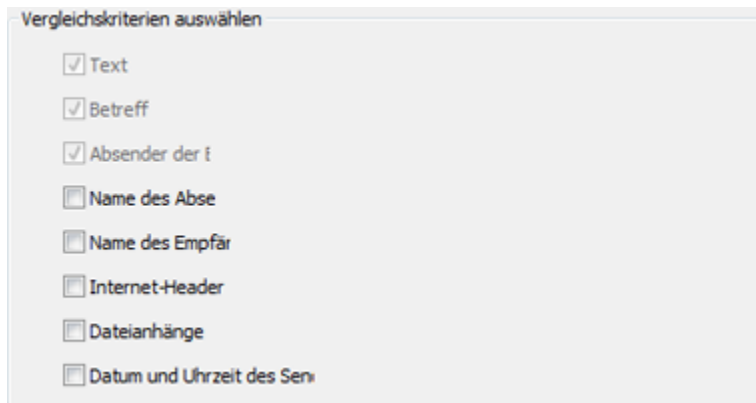 Vergleichskriterien auswählen
Text
Betreff
Absender der E
Name des Abse
Name des Empfär
Internet-Header
Dateianhänge
Datum und Uhrzeit des Sen